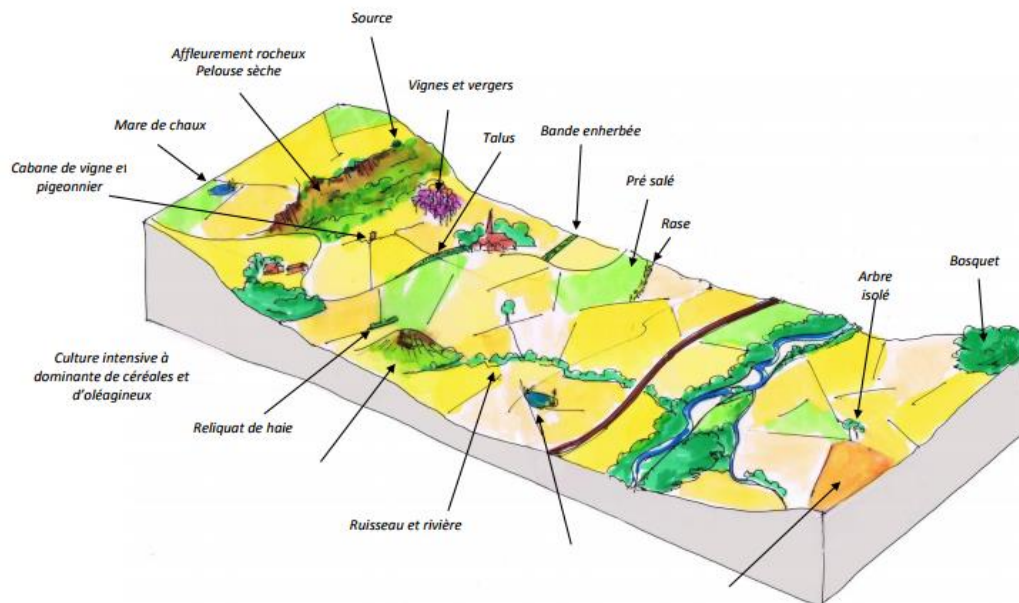 Source
Affleurement rocheux
Pelouse sèche
Vignes et vergers
Mare de chaux
Talus
Bande enherbée
Cabane de vigne et
pigeonnier
Pré salé
Rase
Arbre
isolé
Bosquet
Culture intensive à
dominante de céréales et
d'oléagineux
Reliquat de haie
Ruisseau et rivière